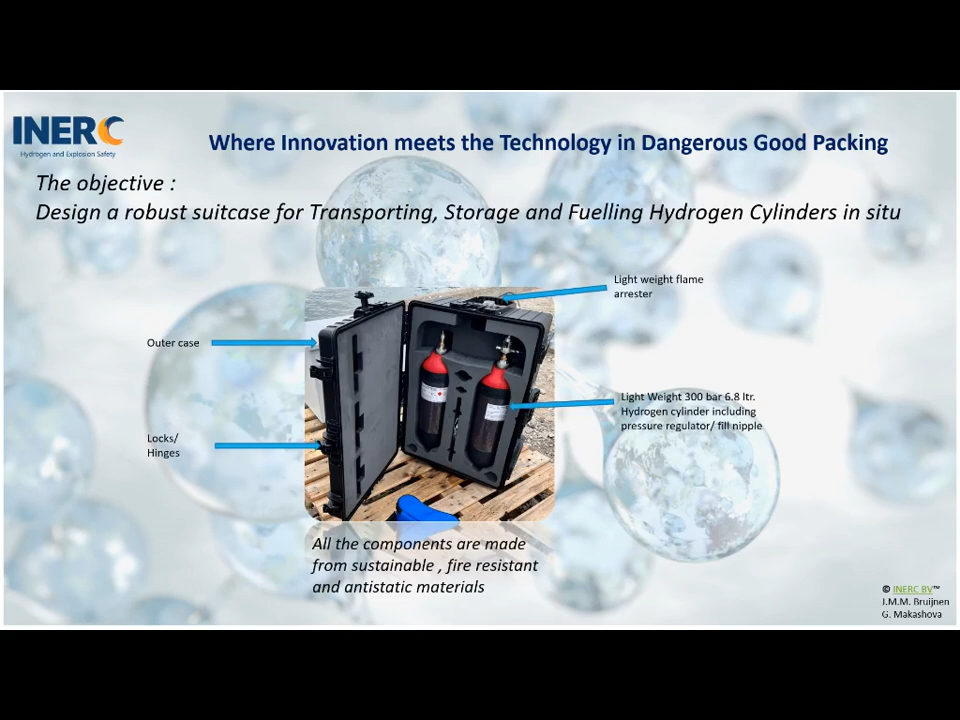 INERC
Hydrogen and Explosion Safety
Where Innovation meets the Technology in Dangerous Good Packing
The objective :
Design a robust suitcase for Transporting, Storage and Fuelling Hydrogen Cylinders in situ
Light weight flame
arrester
Outer case
Light Weight 300 bar 6.8 ltr.
Hydrogen cylinder including
pressure regulator/ fill nipple
Locks/
Hinges
All the components are made
from sustainable , fire resistant
and antistatic materials
© INERC BV™
J.M.M. Bruijnen
G. Makashova